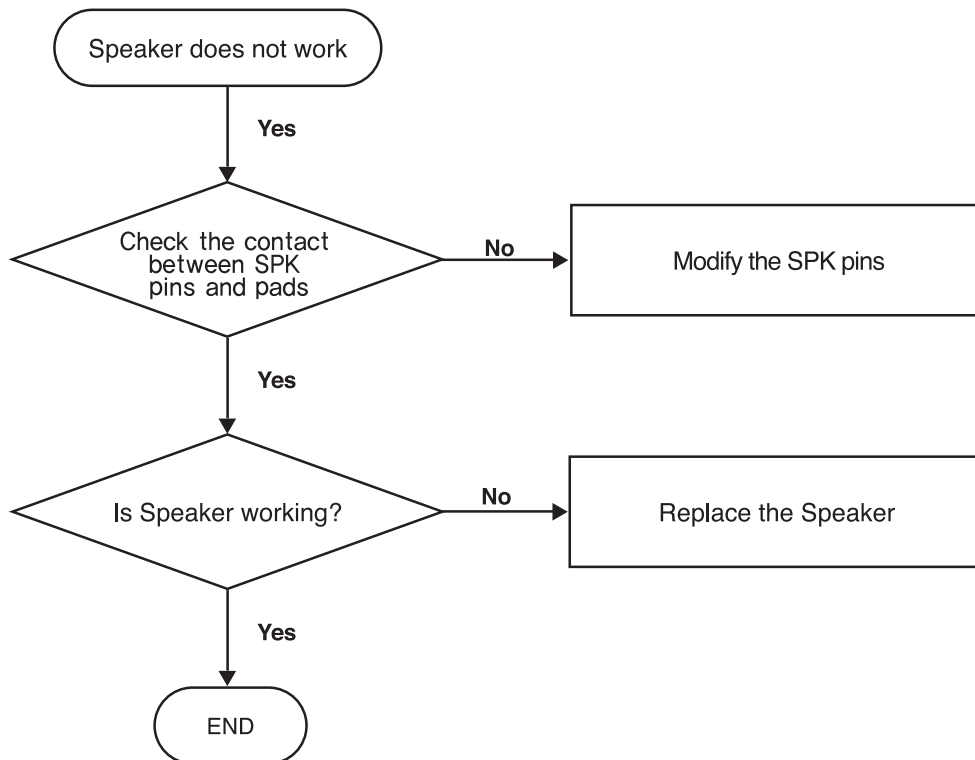 Speaker does not work
Yes
Check the contact
between SPK
pins and pads
No
Modify the SPK pins
Yes
Is Speaker working?
No
Replace the Speaker
Yes
END